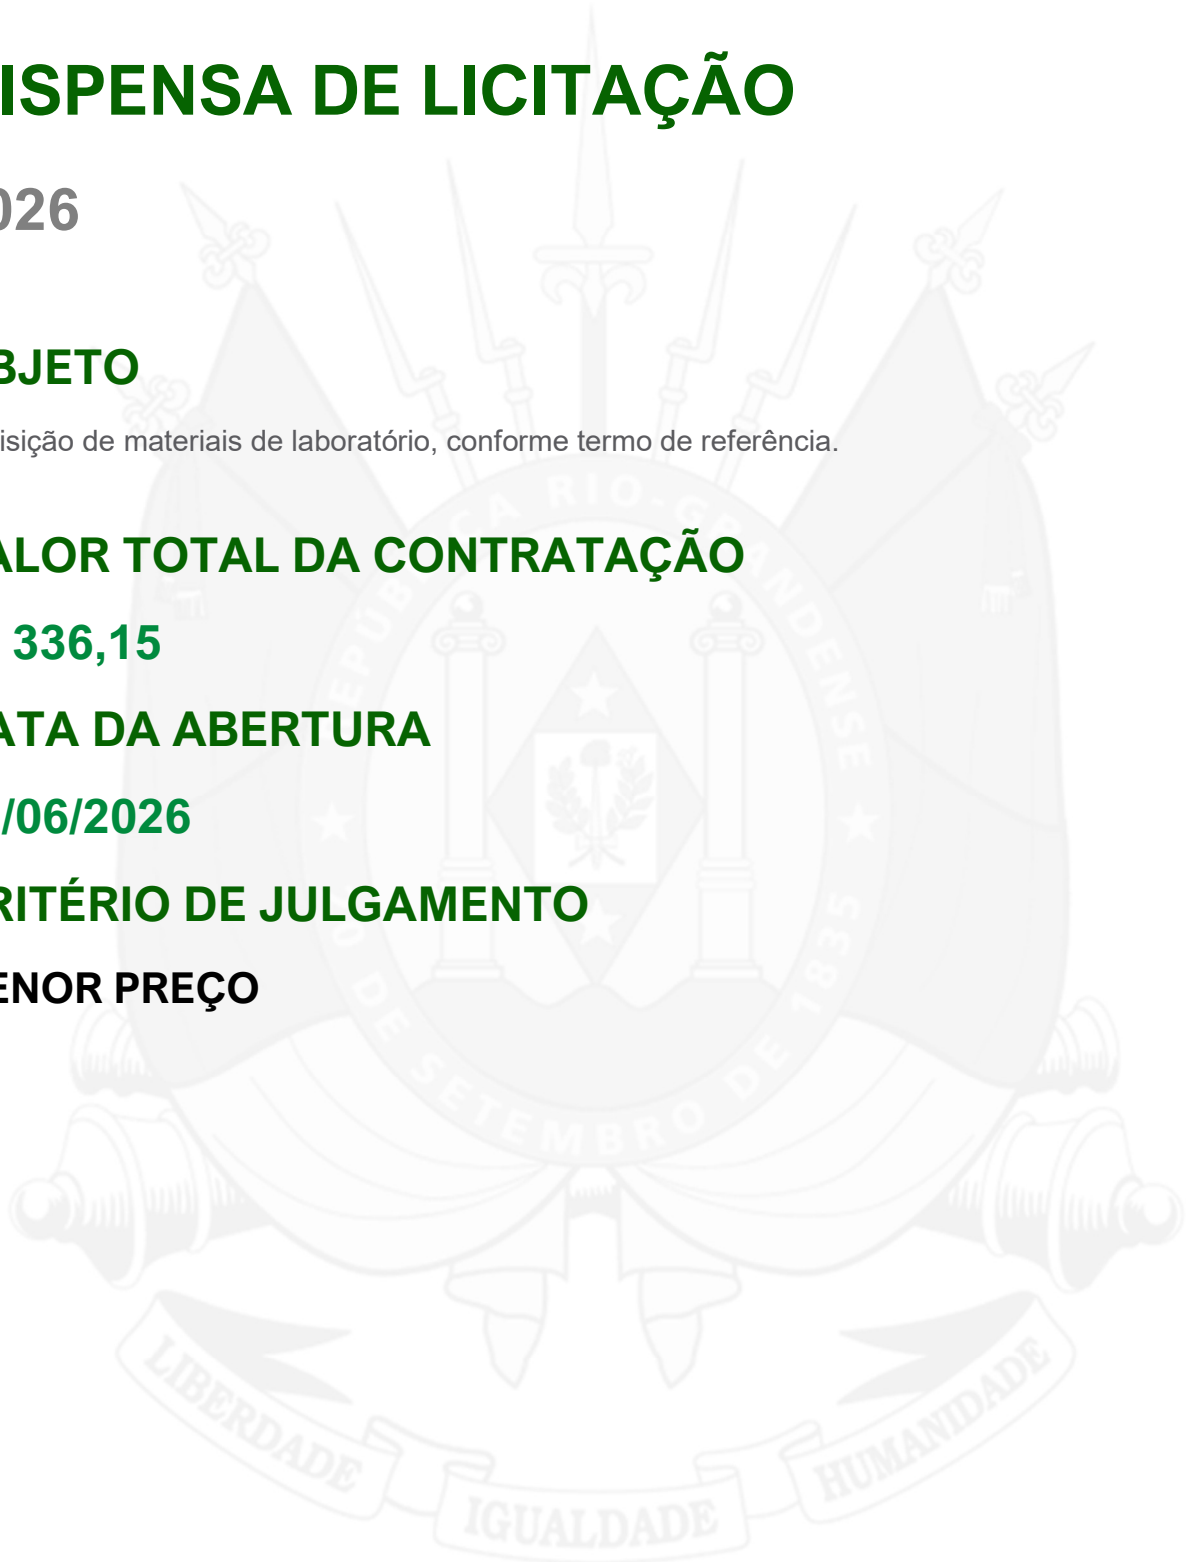 ISPENSA DE LICITAÇÃO
026
BJETO
isição de materiais de laboratório, conforme termo de referência.
ALOR TOTAL DA CONTRATAÇÃO
336,15
ATA DA ABERTURA
/06/2026
RITÉRIO DE JULGAMENTO
ENOR PREÇO
REPÚBLICA RIO-GRANDENSE
20 DE SETEMBRO DE 1835
LIBERDADE
IGUALDADE
HUMANIDADE